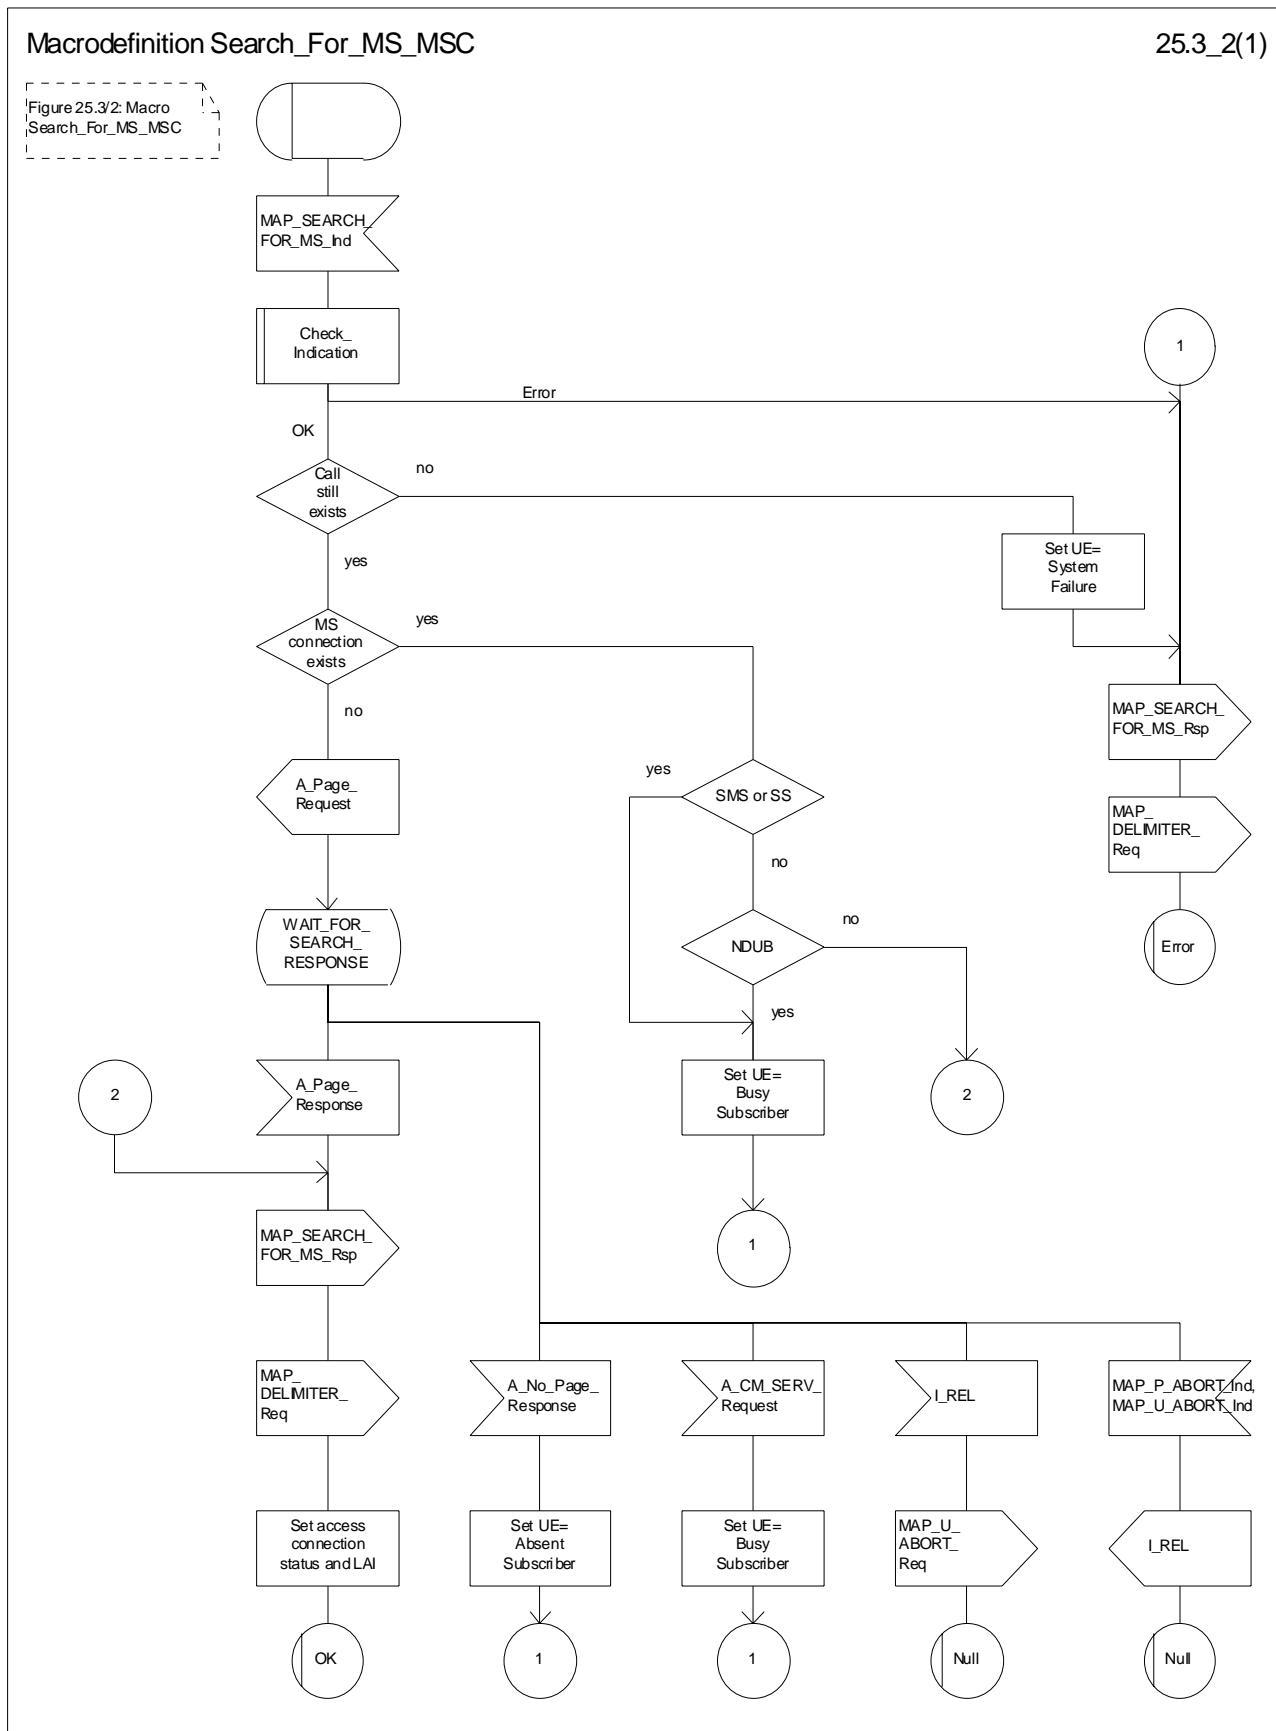 Macrodefinition Search_For_MS_MSC
25.3_2(1)
Figure 25.3/2: Macro
Search_For_MS_MSC
MAP_SEARCH_
FOR_MS_Ind
Check_
Indication
1
Error
OK
Call
still
exists
no
yes
Set UE=
System
Failure
MS
connection
exists
yes
no
MAP_SEARCH_
FOR_MS_Rsp
A_Page_
Request
yes
SMS or SS
no
MAP_
DELIMITER_
Req
WAIT_FOR_
SEARCH_
RESPONSE
NDUB
no
yes
Error
2
A_Page_
Response
Set UE=
Busy
Subscriber
2
MAP_SEARCH_
FOR_MS_Rsp
1
MAP_
DELIMITER_
Req
A_No_Page_
Response
A_CM_SERV_
Request
I_REL
MAP_P_ABORT_Ind,
MAP_U_ABORT_Ind
Set access
connection
status and LAI
Set UE=
Absent
Subscriber
Set UE=
Busy
Subscriber
MAP_U_
ABORT_
Req
I_REL
OK
1
1
Null
Null